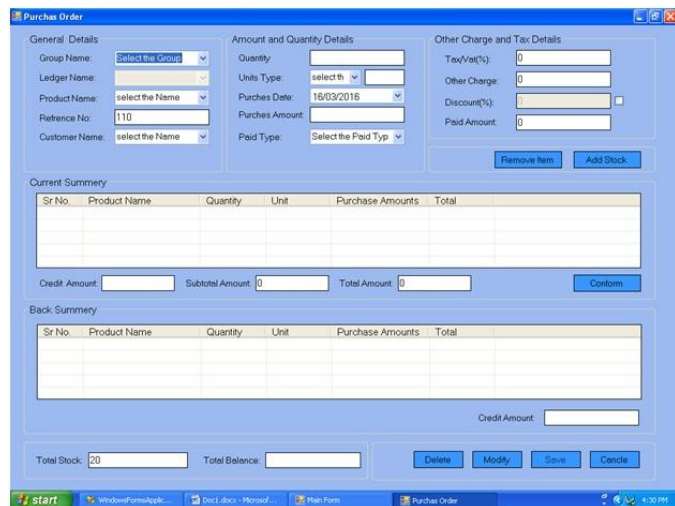 Purchas Order
General Details
Group Name: Select the Group
Ledger Name:
Product Name: select the Name
Refrence No: 110
Customer Name: select the Name
Amount and Quantity Details
Quantity
Units Type: select th
Purches Date: 16/03/2016
Purches Amount
Paid Type: Select the Paid Typ
Other Charge and Tax Details
Tax/Vat(%): 0
Other Charge: 0
Discount(%): 0
Paid Amount: 0
Remove Item Add Stock
Current Summery
Sr No. Product Name Quantity Unit Purchase Amounts Total
Credit Amount: Subtotal Amount: 0 Total Amount: 0 Conform
Back Summery
Sr No. Product Name Quantity Unit Purchase Amounts Total
Credit Amount:
Total Stock: 20 Total Belance: Delete Modify Save Cancle
start WindowsFormsApplic... Doc1.docx - Microsof... Main Form Purchas Order 4:30 PM